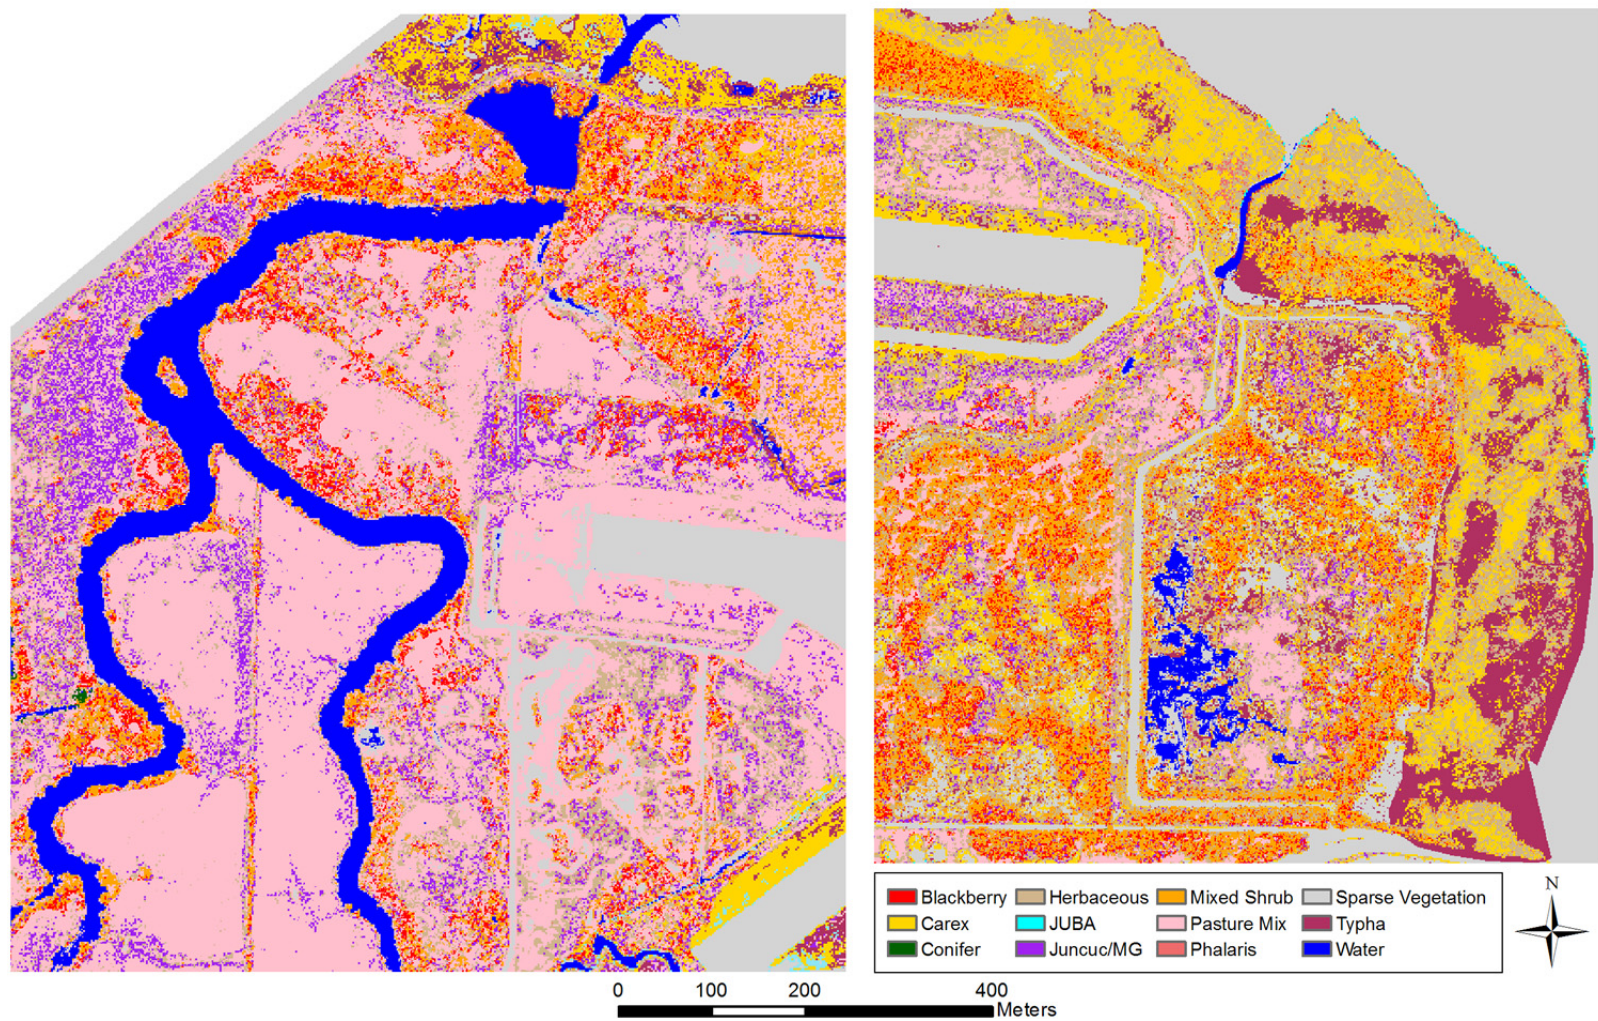 Blackberry Herbaceous Mixed Shrub Sparse Vegetation
Carex JUBA Pasture Mix Typha
Conifer Juncuc/MG Phalaris Water
N
0 100 200 400
Meters